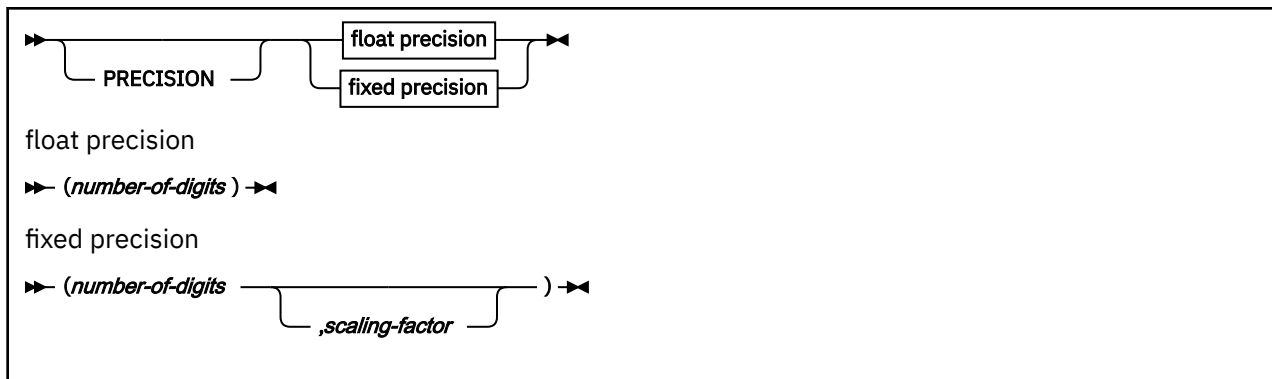 float precision
PRECISION
fixed precision
float precision
(number-of-digits )
fixed precision
(number-of-digits )
,scaling-factor